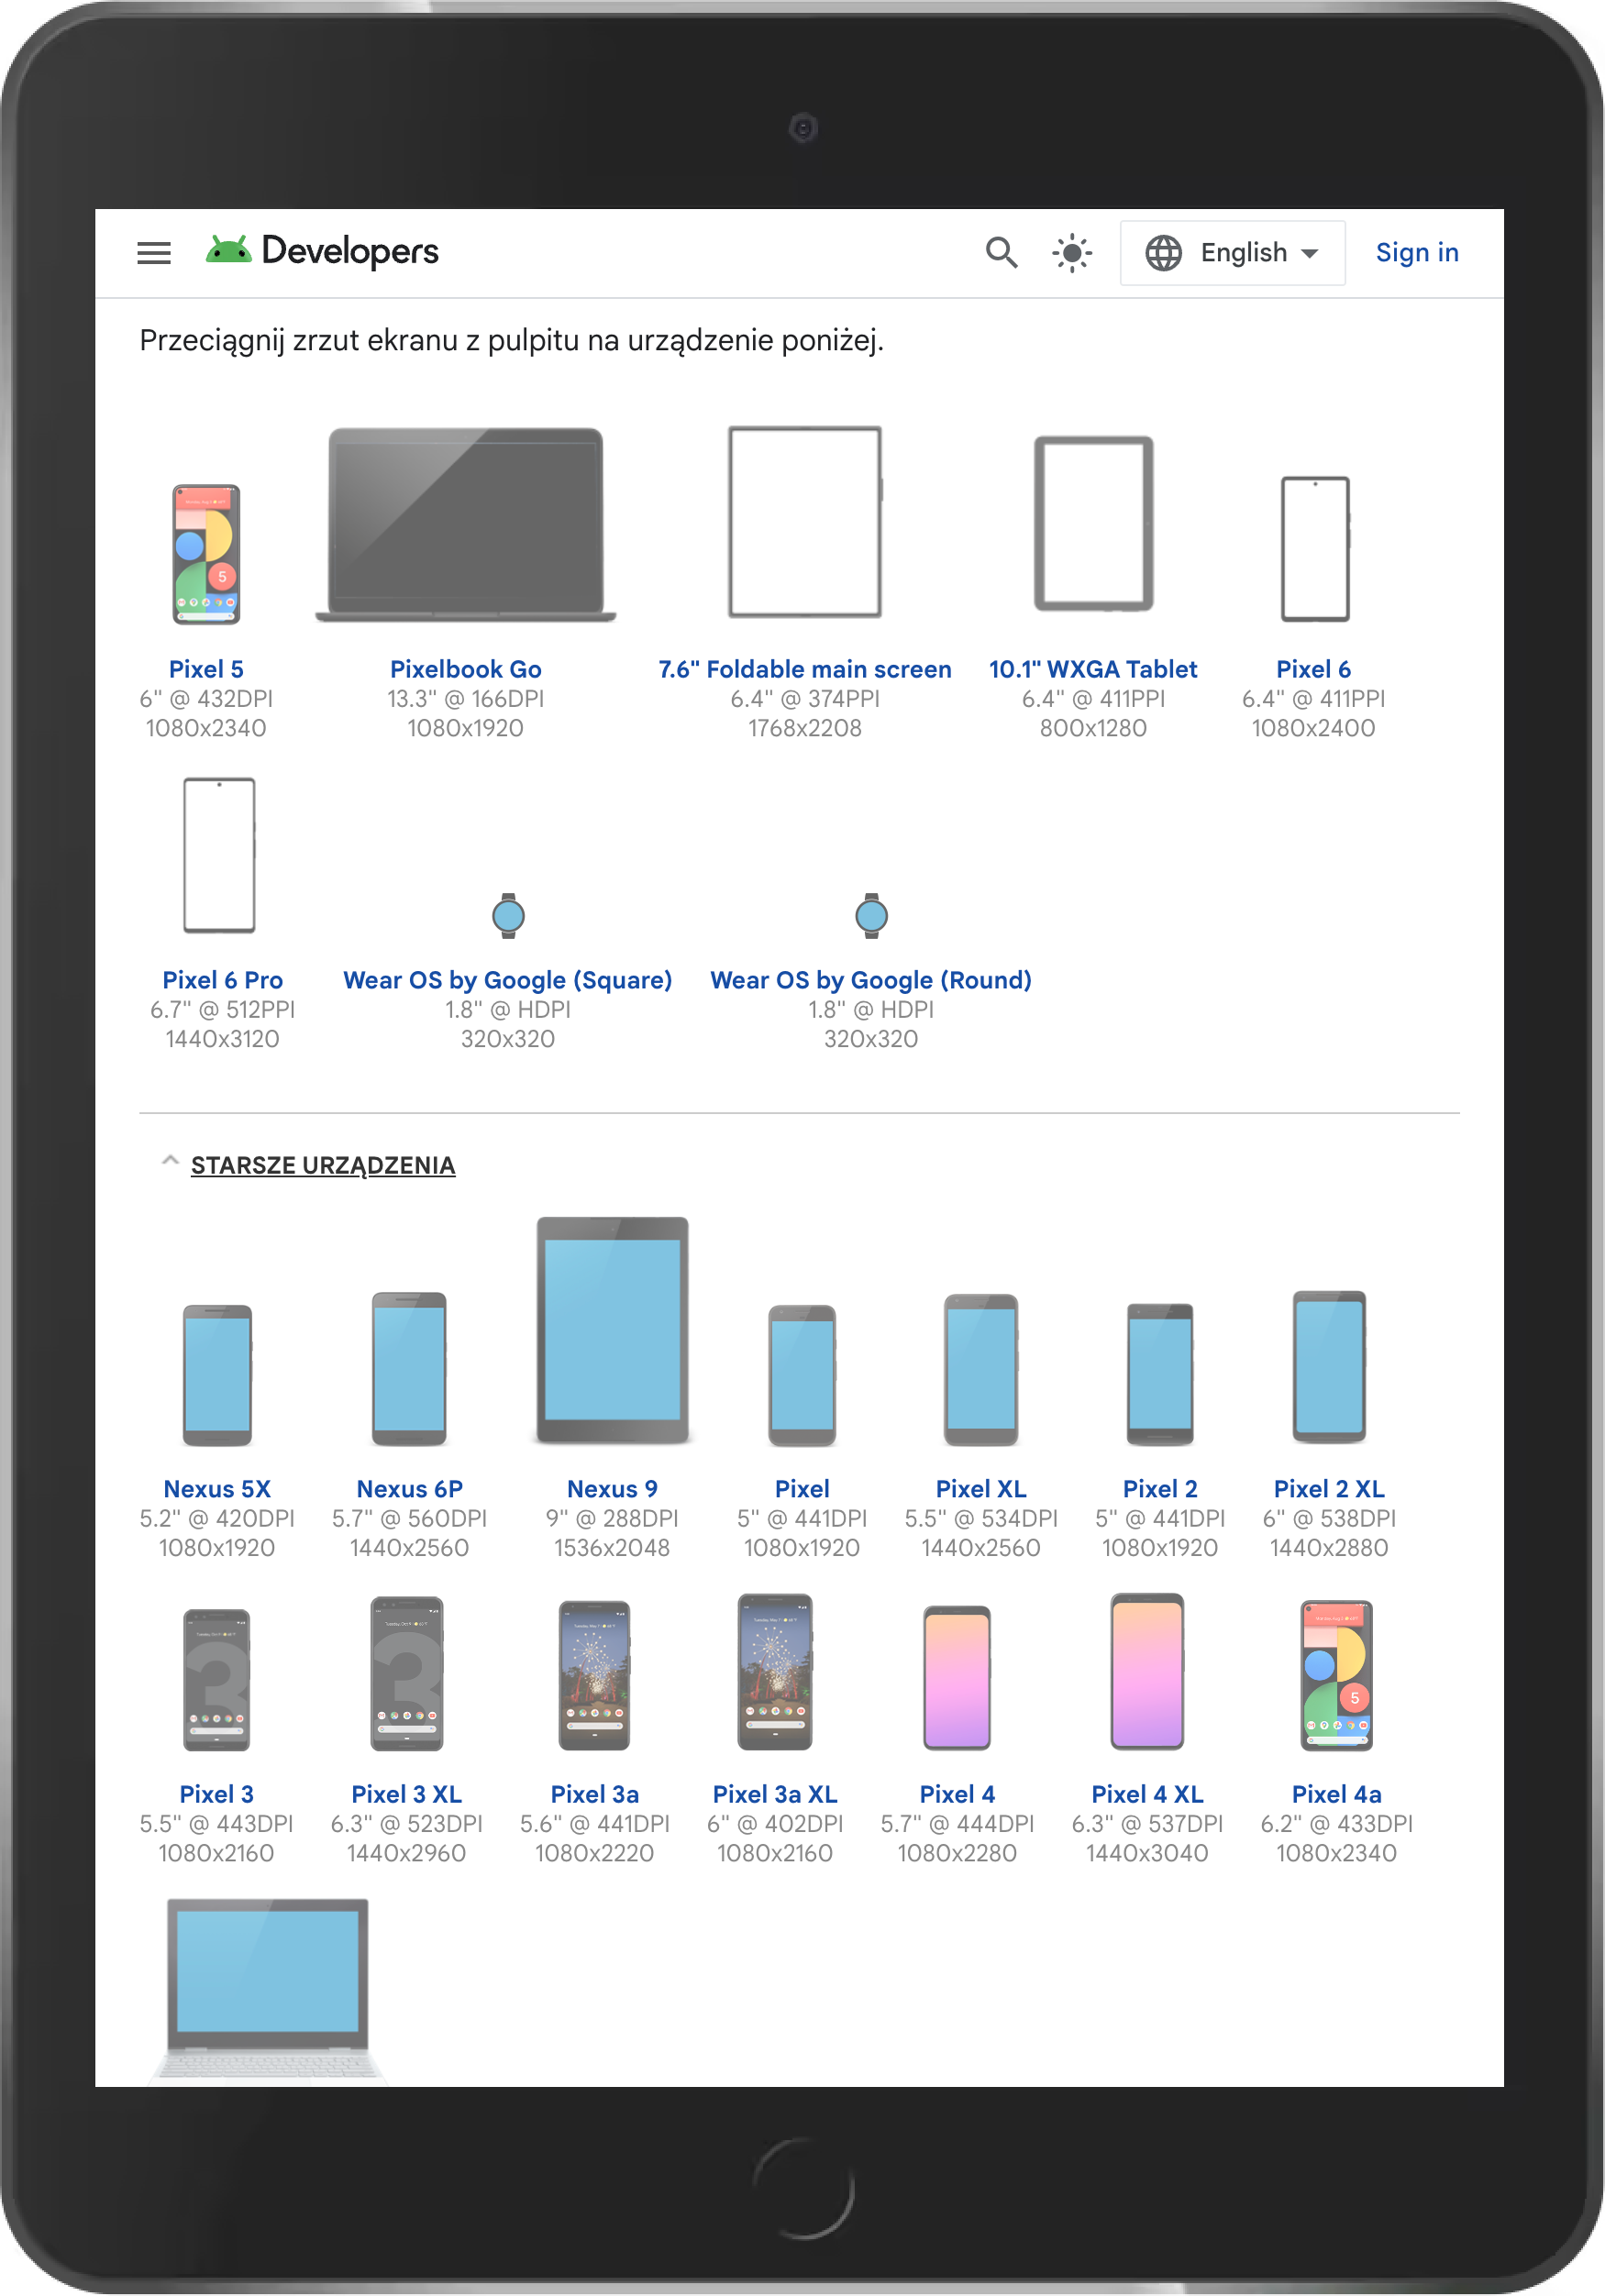 Developers
English
Sign in
Przeciągnij zrzut ekranu z pulpitu na urządzenie poniżej.
5
Pixel 5
6" @ 432DPI
1080x2340
Pixelbook Go
13.3" @ 166DPI
1080x1920
7.6" Foldable main screen
6.4" @ 374PPI
1768x2208
10.1" WXGA Tablet
6.4" @ 411PPI
800x1280
Pixel 6
6.4" @ 411PPI
1080x2400
Pixel 6 Pro
6.7" @ 512PPI
1440x3120
Wear OS by Google (Square)
1.8" @ HDPI
320x320
Wear OS by Google (Round)
1.8" @ HDPI
320x320
STARSZE URZĄDZENIA
Nexus 5X
5.2" @ 420DPI
1080x1920
Nexus 6P
5.7" @ 560DPI
1440x2560
Nexus 9
9" @ 288DPI
1536x2048
Pixel
5" @ 441DPI
1080x1920
Pixel XL
5.5" @ 534DPI
1440x2560
Pixel 2
5" @ 441DPI
1080x1920
Pixel 2 XL
6" @ 538DPI
1440x2880
3
Pixel 3
5.5" @ 443DPI
1080x2160
3
Pixel 3 XL
6.3" @ 523DPI
1440x2960
Pixel 3a
5.6" @ 441DPI
1080x2220
Pixel 3a XL
6" @ 402DPI
1080x2160
Pixel 4
5.7" @ 444DPI
1080x2280
Pixel 4 XL
6.3" @ 537DPI
1440x3040
5
Pixel 4a
6.2" @ 433DPI
1080x2340